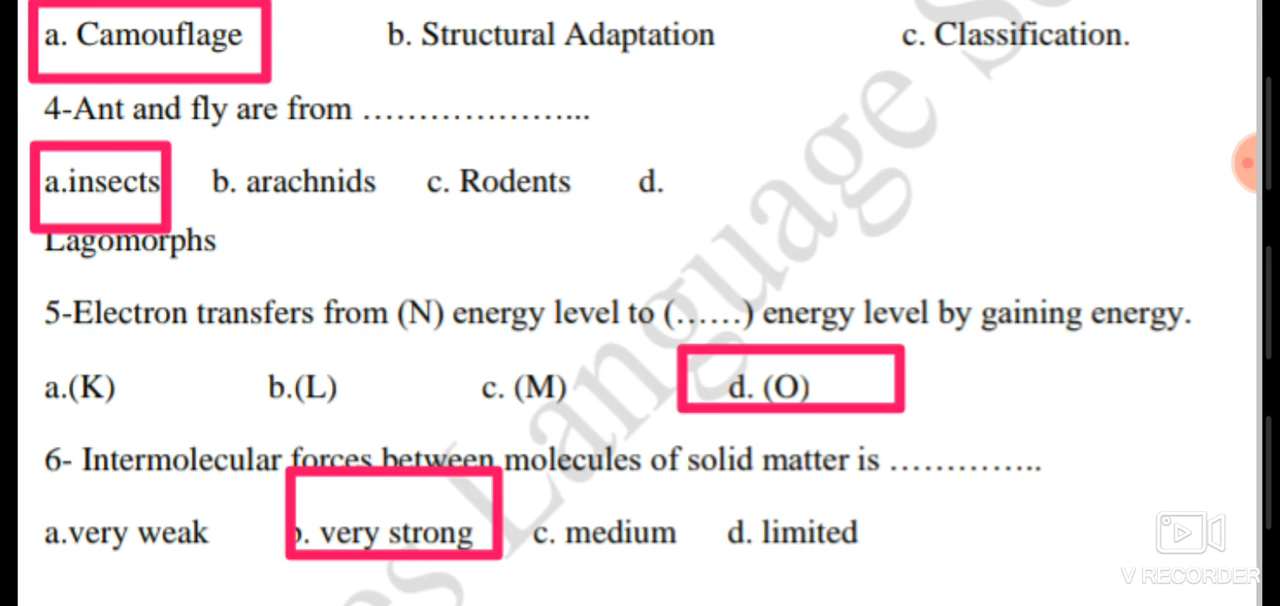 a. Camouflage b. Structural Adaptation c. Classification.
4-Ant and fly are from .......................
a.insects b. arachnids c. Rodents d.
Lagomorphs
5-Electron transfers from (N) energy level to (……) energy level by gaining energy.
a.(K) b.(L) c. (M) d. (O)
6- Intermolecular forces between molecules of solid matter is …………..
a.very weak b. very strong c. medium d. limited
Language S
V RECORDER